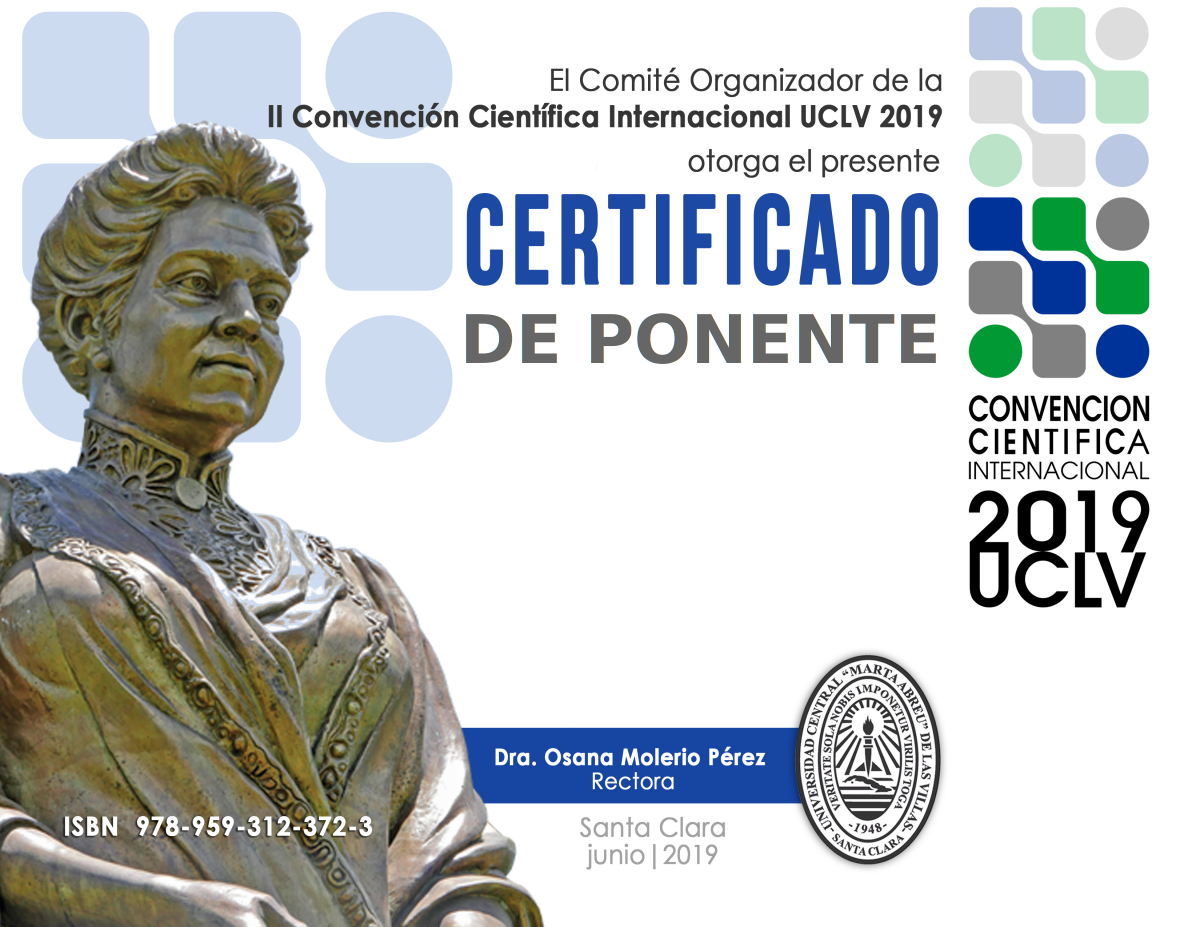 El Comité Organizador de la
II Convención Científica Internacional UCLV 2019
otorga el presente
CERTIFICADO
DE PONENTE
CONVENCION
CIENTIFICA
INTERNACIONAL
2019
UCLV
Dra. Osana Molerio Pérez
Rectora
Santa Clara
junio|2019
ISBN 978-959-312-372-3
UNIVERSIDAD CENTRAL "MARTA ABREU" DE LAS VILLAS
VERITATE SOLA NOBIS IMPONETUR VIRILIS TOGA
-1948-
SANTA CLARA